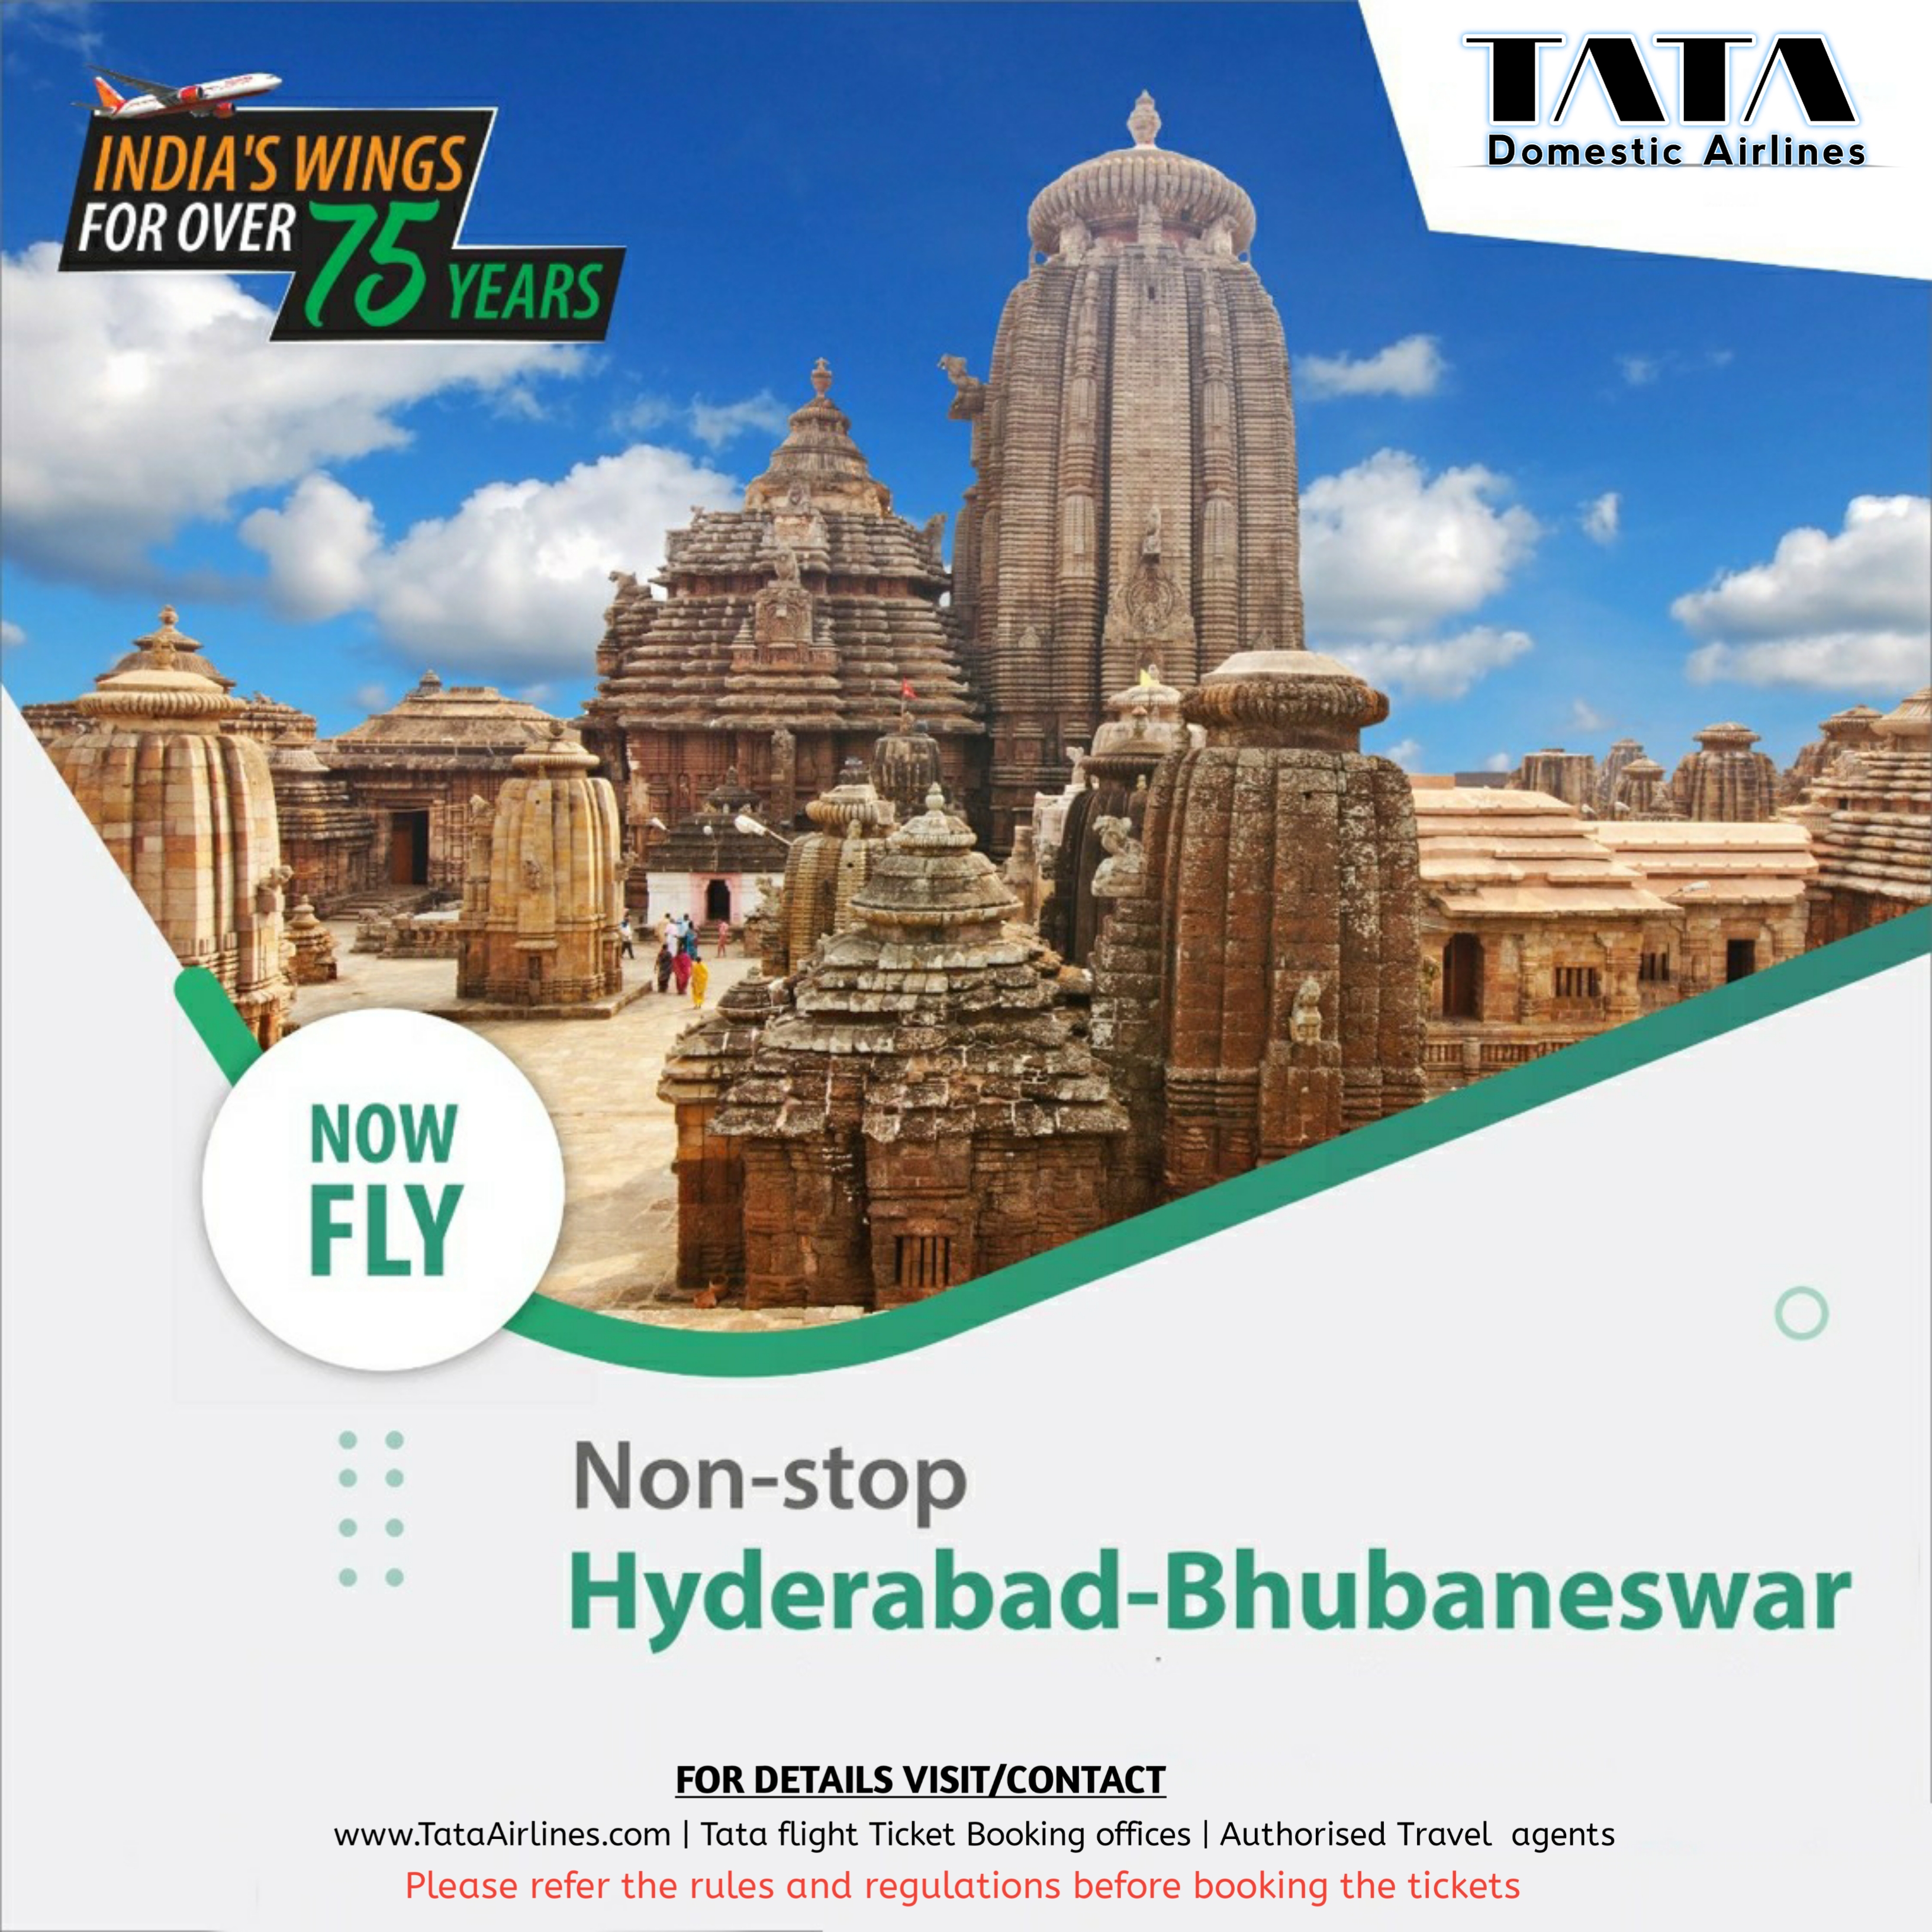 INDIA'S WINGS
FOR OVER 75 YEARS
TATA
Domestic Airlines
NOW
FLY
Non-stop
Hyderabad-Bhubaneswar
FOR DETAILS VISIT/CONTACT
www.TataAirlines.com | Tata flight Ticket Booking offices | Authorised Travel agents
Please refer the rules and regulations before booking the tickets